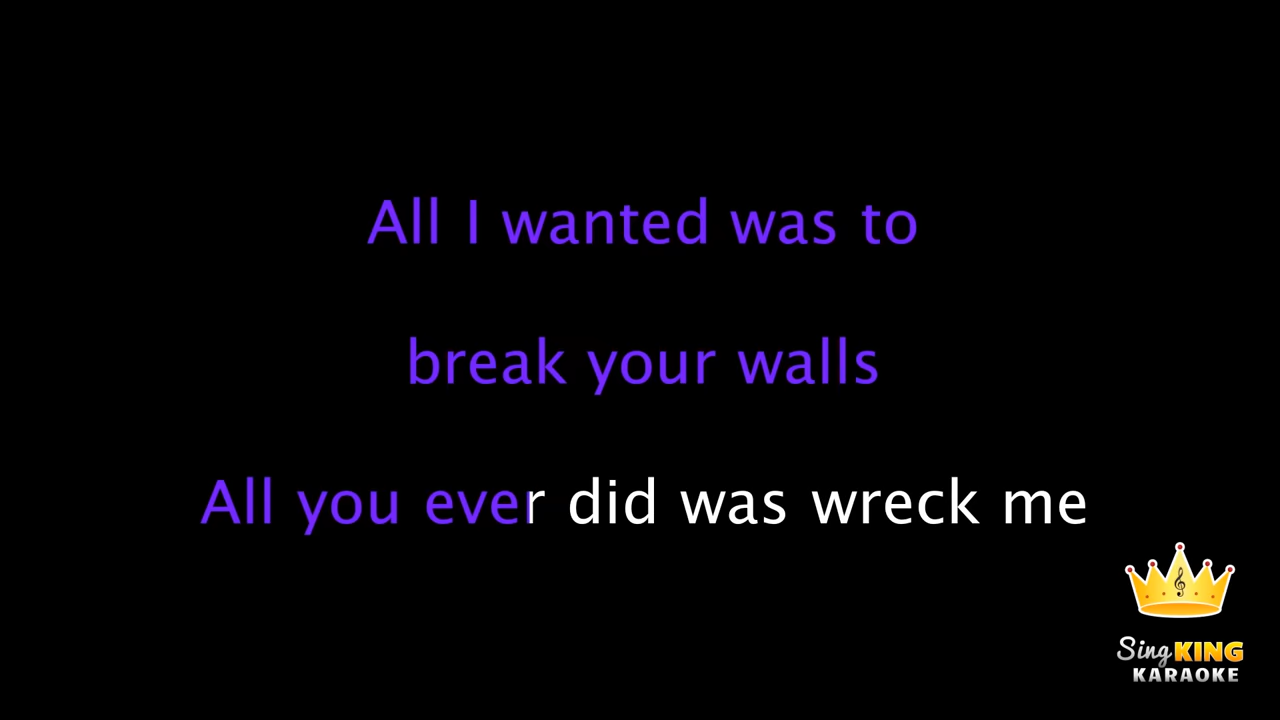 All I wanted was to
break your walls
All you ever did was wreck me
Sing KING
KARAOKE